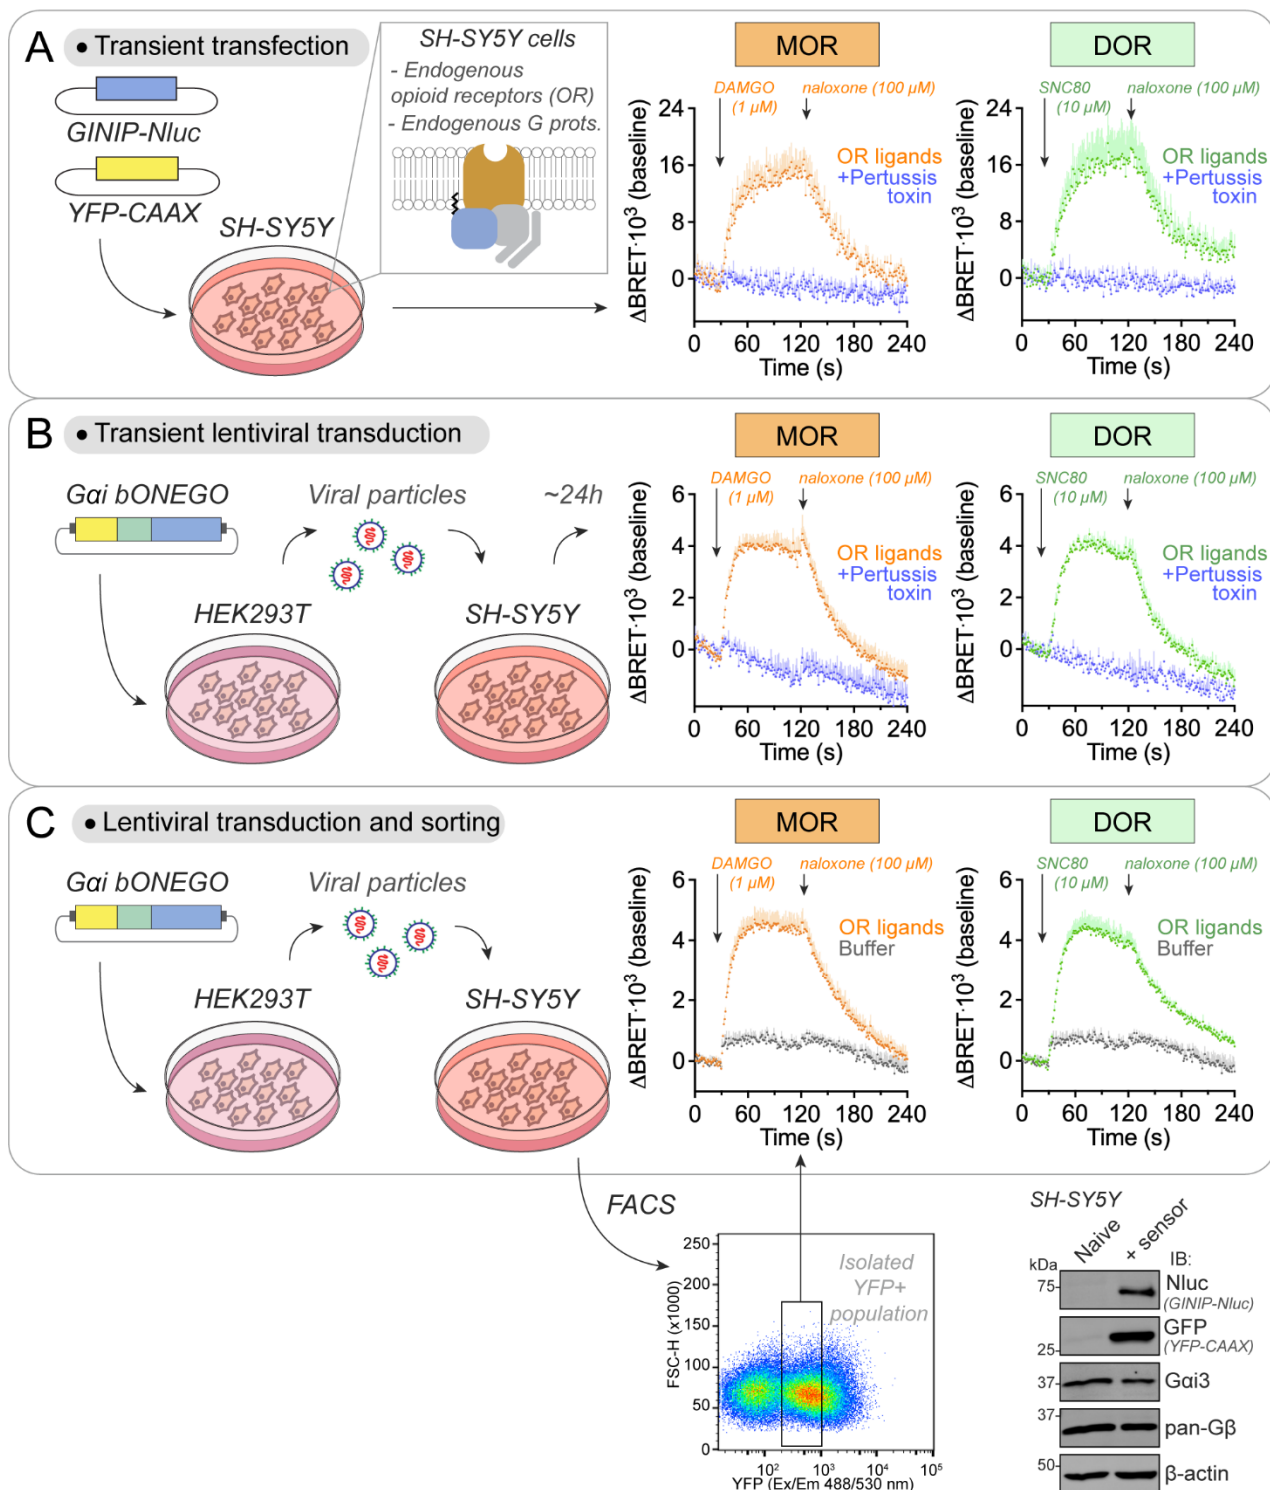 A
• Transient transfection
GINIP-Nluc
YFP-CAAX
SH-SY5Y
SH-SY5Y cells
- Endogenous
opioid receptors (OR)
- Endogenous G prots.
MOR
DAMGO
(1 µM)
naloxone (100 µM)
OR ligands
+Pertussis
toxin
ΔBRET·10³ (baseline)
24
16
8
0
0 60 120 180 240
Time (s)
DOR
SNC80
(10 µM)
naloxone (100 µM)
OR ligands
+Pertussis
toxin
ΔBRET·10³ (baseline)
24
16
8
0
0 60 120 180 240
Time (s)
B
• Transient lentiviral transduction
Gαi bONEGO
Viral particles
~24h
HEK293T
SH-SY5Y
MOR
DAMGO
(1 µM)
naloxone (100 µM)
OR ligands
+Pertussis
toxin
ΔBRET·10³ (baseline)
6
4
2
0
0 60 120 180 240
Time (s)
DOR
SNC80
(10 µM)
naloxone (100 µM)
OR ligands
+Pertussis
toxin
ΔBRET·10³ (baseline)
6
4
2
0
0 60 120 180 240
Time (s)
C
• Lentiviral transduction and sorting
Gαi bONEGO
Viral particles
HEK293T
SH-SY5Y
MOR
DAMGO
(1 µM)
naloxone (100 µM)
OR ligands
Buffer
ΔBRET·10³ (baseline)
6
4
2
0
0 60 120 180 240
Time (s)
DOR
SNC80
(10 µM)
naloxone (100 µM)
OR ligands
Buffer
ΔBRET·10³ (baseline)
6
4
2
0
0 60 120 180 240
Time (s)
FACS
Isolated
YFP+
population
FSC-H (x1000)
250
200
150
100
50
0
10² 10³ 10⁴ 10⁵
YFP (Ex/Em 488/530 nm)
SH-SY5Y
Naive
+ sensor
kDa
IB:
75
Nluc
(GINIP-Nluc)
GFP
(YFP-CAAX)
25
37
Gαi3
37
pan-Gβ
50
β-actin